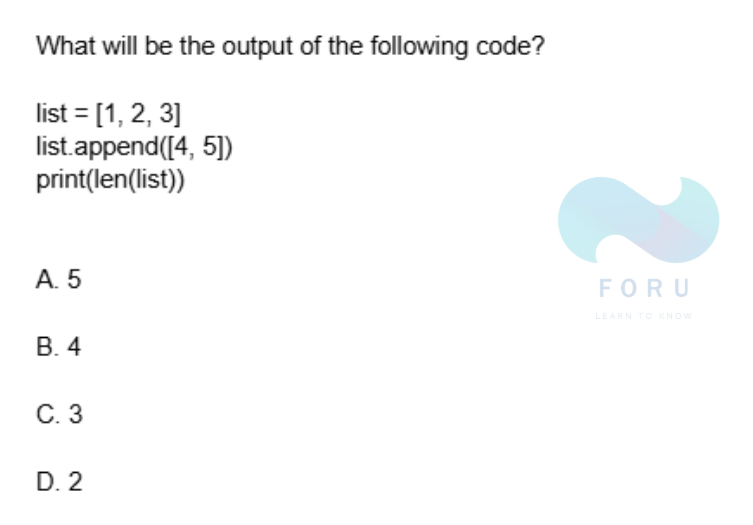 What will be the output of the following code?
list = [1, 2, 3]
list.append([4, 5])
print(len(list))
A. 5
B. 4
C. 3
D. 2
FORU
LEARN TO KNOW